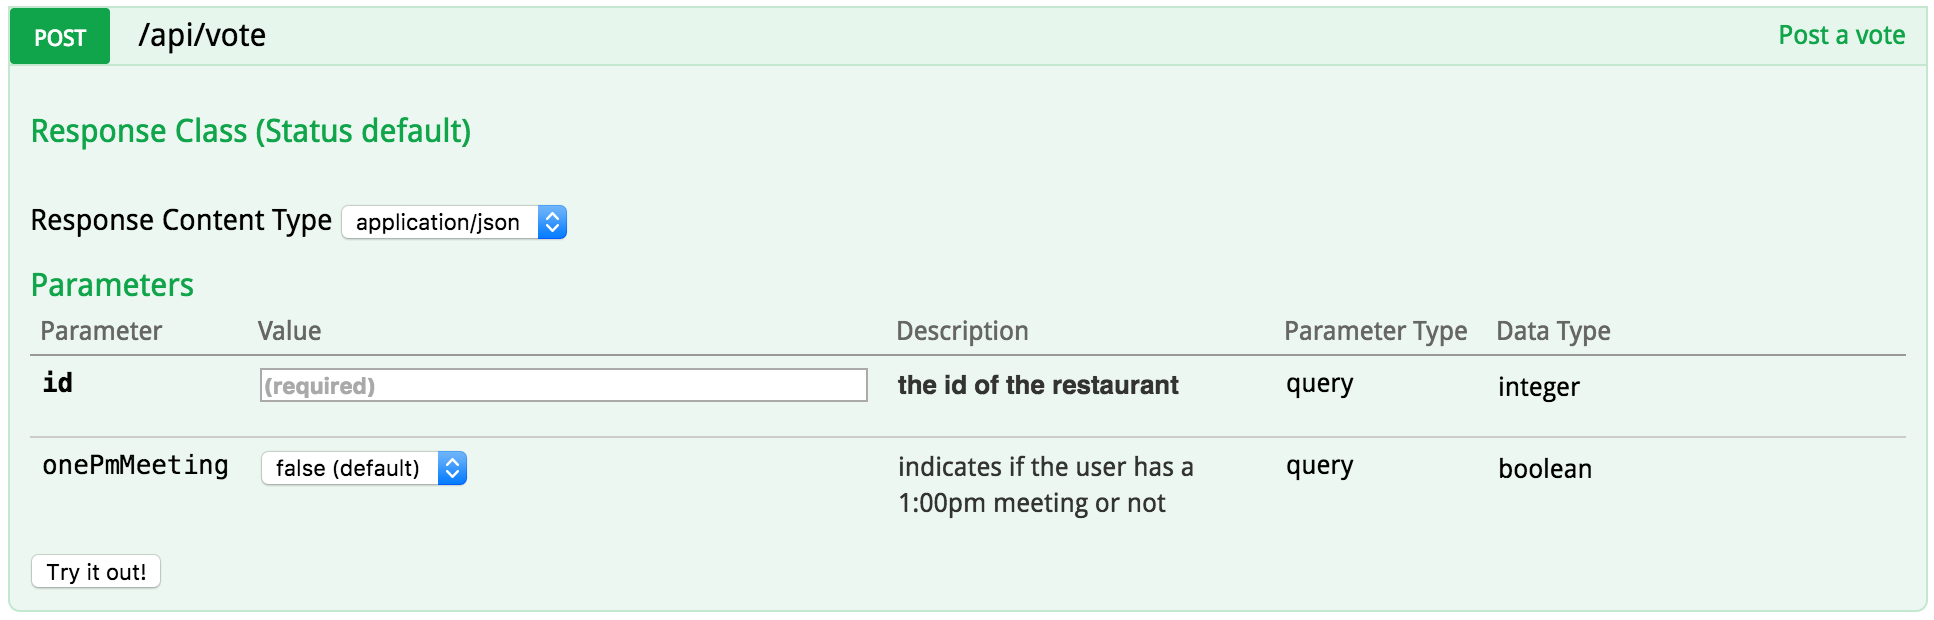 POST /api/vote Post a vote
Response Class (Status default)
Response Content Type application/json
Parameters
Parameter Value Description Parameter Type Data Type
id (required) the id of the restaurant query integer
onePmMeeting false (default) indicates if the user has a query boolean
1:00pm meeting or not
Try it out!